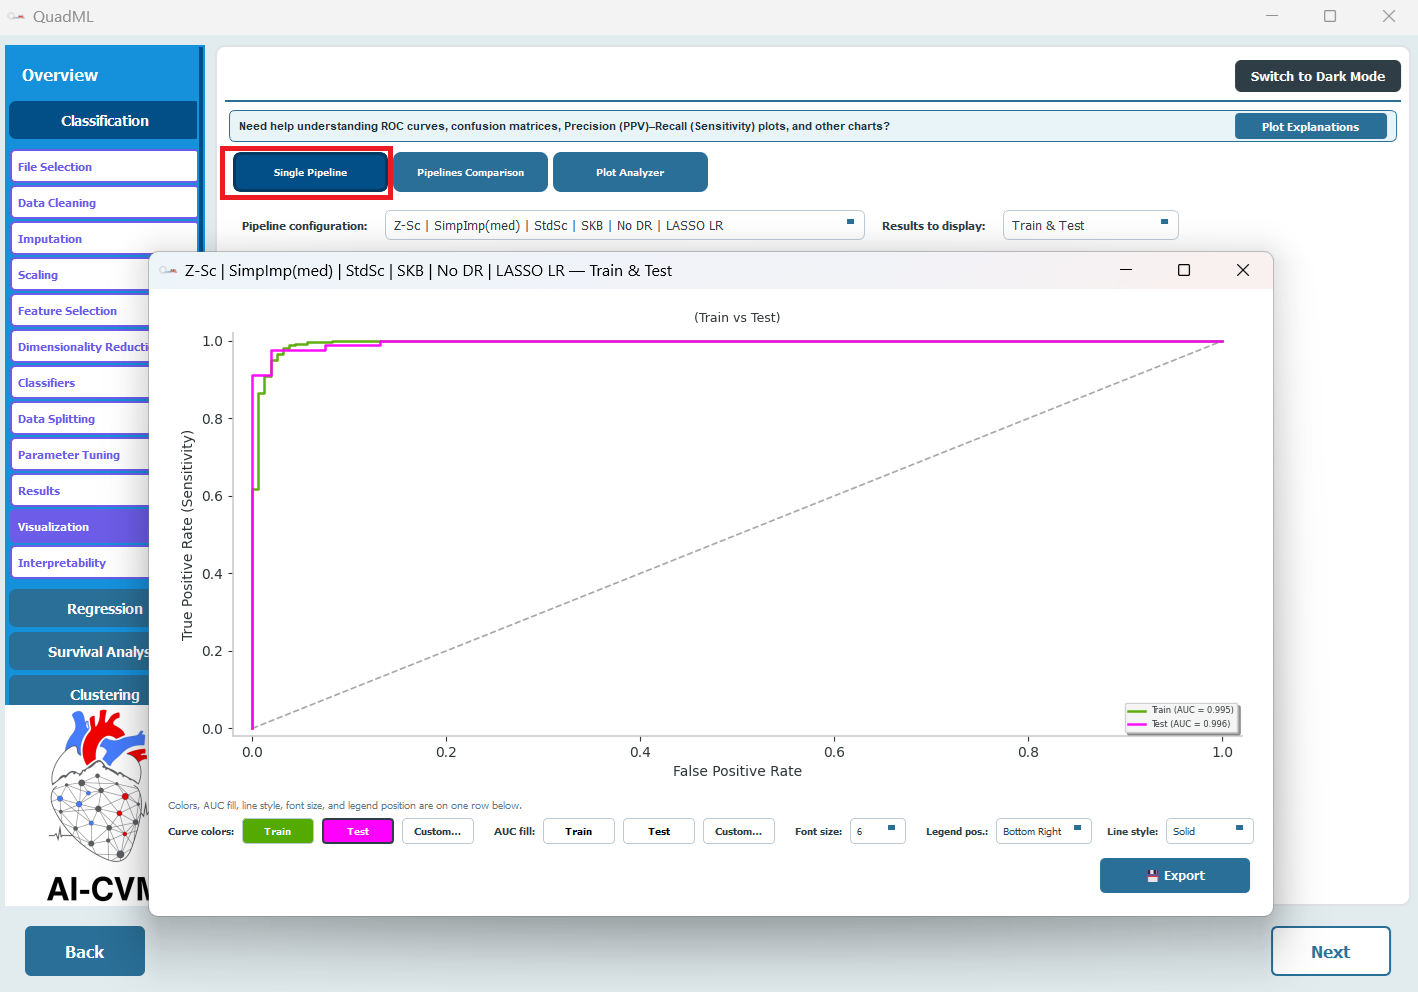 QuadML
Overview
Switch to Dark Mode
Classification
Need help understanding ROC curves, confusion matrices, Precision (PPV)–Recall (Sensitivity) plots, and other charts?
Plot Explanations
Single Pipeline
Pipelines Comparison
Plot Analyzer
Pipeline configuration:
Z-Sc | SimpImp(med) | StdSc | SKB | No DR | LASSO LR
Results to display:
Train & Test
File Selection
Data Cleaning
Imputation
Scaling
Feature Selection
Dimensionality Reducti
Classifiers
Data Splitting
Parameter Tuning
Results
Visualization
Interpretability
Regression
Survival Analys
Clustering
AI-CVM
Z-Sc | SimpImp(med) | StdSc | SKB | No DR | LASSO LR — Train & Test
(Train vs Test)
True Positive Rate (Sensitivity)
1.0
0.8
0.6
0.4
0.2
0.0
0.0 0.2 0.4 0.6 0.8 1.0
False Positive Rate
Train (AUC = 0.995)
Test (AUC = 0.996)
Colors, AUC fill, line style, font size, and legend position are on one row below.
Curve colors: Train Test Custom... AUC fill: Train Test Custom... Font size: 6 Legend pos.: Bottom Right Line style: Solid
Export
Back
Next